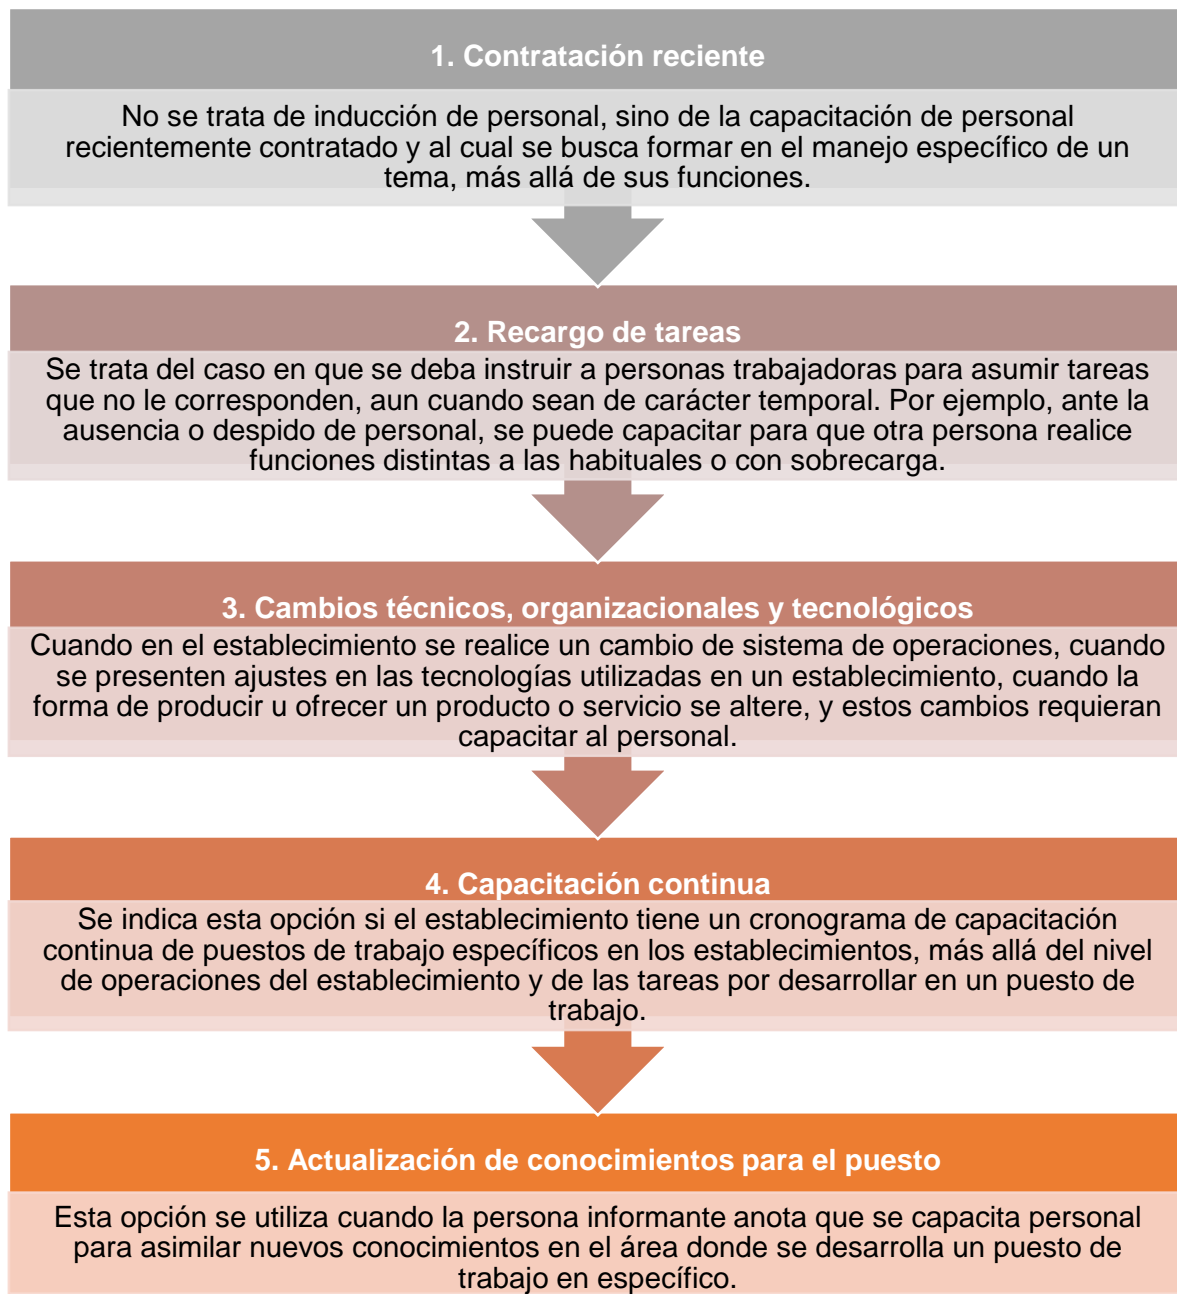 1. Contratación reciente
No se trata de inducción de personal, sino de la capacitación de personal
recientemente contratado y al cual se busca formar en el manejo específico de un
tema, más allá de sus funciones.
2. Recargo de tareas
Se trata del caso en que se deba instruir a personas trabajadoras para asumir tareas
que no le corresponden, aun cuando sean de carácter temporal. Por ejemplo, ante la
ausencia o despido de personal, se puede capacitar para que otra persona realice
funciones distintas a las habituales o con sobrecarga.
3. Cambios técnicos, organizacionales y tecnológicos
Cuando en el establecimiento se realice un cambio de sistema de operaciones, cuando
se presenten ajustes en las tecnologías utilizadas en un establecimiento, cuando la
forma de producir u ofrecer un producto o servicio se altere, y estos cambios requieran
capacitar al personal.
4. Capacitación continua
Se indica esta opción si el establecimiento tiene un cronograma de capacitación
continua de puestos de trabajo específicos en los establecimientos, más allá del nivel
de operaciones del establecimiento y de las tareas por desarrollar en un puesto de
trabajo.
5. Actualización de conocimientos para el puesto
Esta opción se utiliza cuando la persona informante anota que se capacita personal
para asimilar nuevos conocimientos en el área donde se desarrolla un puesto de
trabajo en específico.